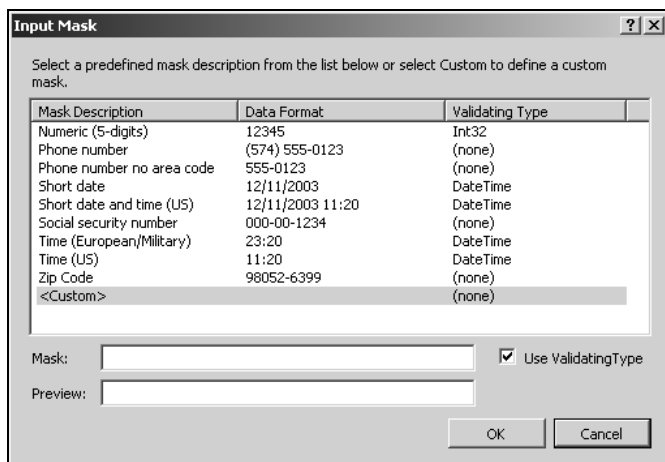 Input Mask
Select a predefined mask description from the list below or select Custom to define a custom
mask.
Mask Description Data Format Validating Type
Numeric (5-digits) 12345 Int32
Phone number (574) 555-0123 (none)
Phone number no area code 555-0123 (none)
Short date 12/11/2003 DateTime
Short date and time (US) 12/11/2003 11:20 DateTime
Social security number 000-00-1234 (none)
Time (European/Military) 23:20 DateTime
Time (US) 11:20 DateTime
Zip Code 98052-6399 (none)
<Custom> (none)
Mask: Use ValidatingType
Preview:
OK Cancel